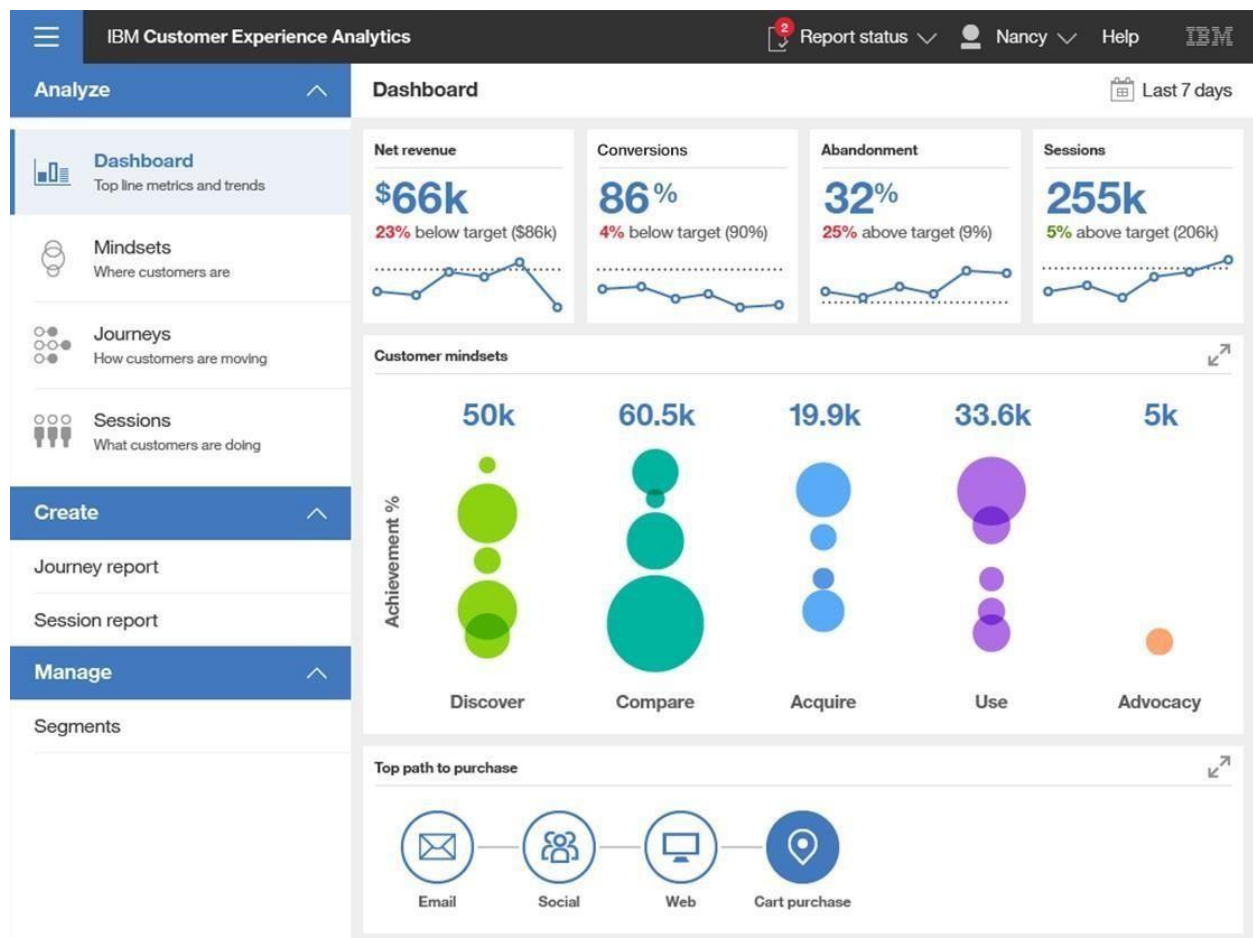 IBM Customer Experience Analytics
2
Report status
Nancy
Help
IBM
Analyze
Dashboard
Top line metrics and trends
Mindsets
Where customers are
Journeys
How customers are moving
Sessions
What customers are doing
Create
Journey report
Session report
Manage
Segments
Dashboard
Last 7 days
Net revenue
$66k
23% below target ($86k)
Conversions
86%
4% below target (90%)
Abandonment
32%
25% above target (9%)
Sessions
255k
5% above target (206k)
Customer mindsets
50k
60.5k
19.9k
33.6k
5k
Achievement %
Discover
Compare
Acquire
Use
Advocacy
Top path to purchase
Email
Social
Web
Cart purchase